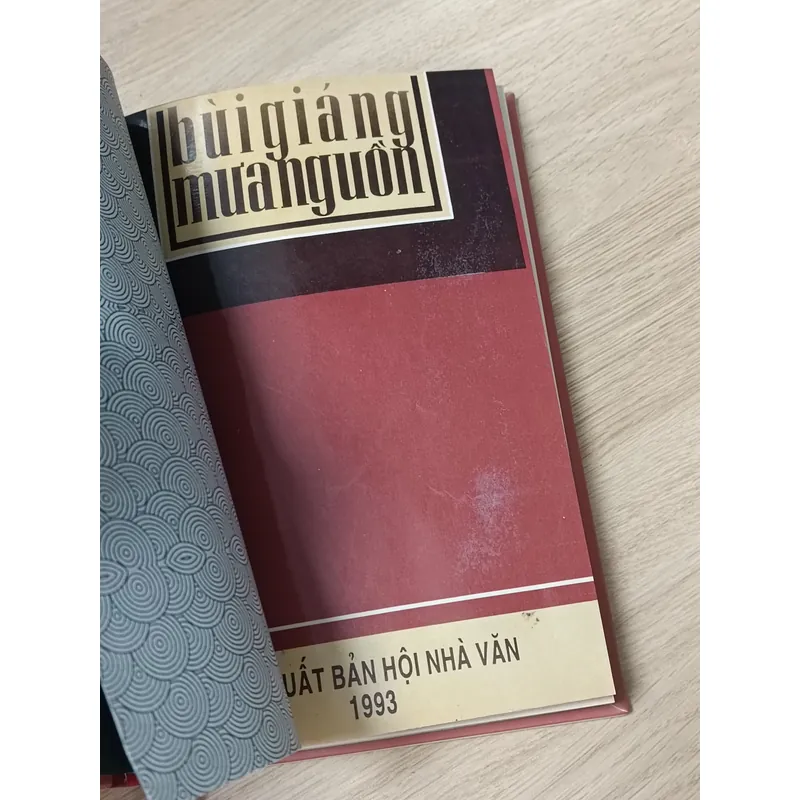 bùi giáng
mưa nguồn
UẤT BẢN HỘI NHÀ VĂN
1993